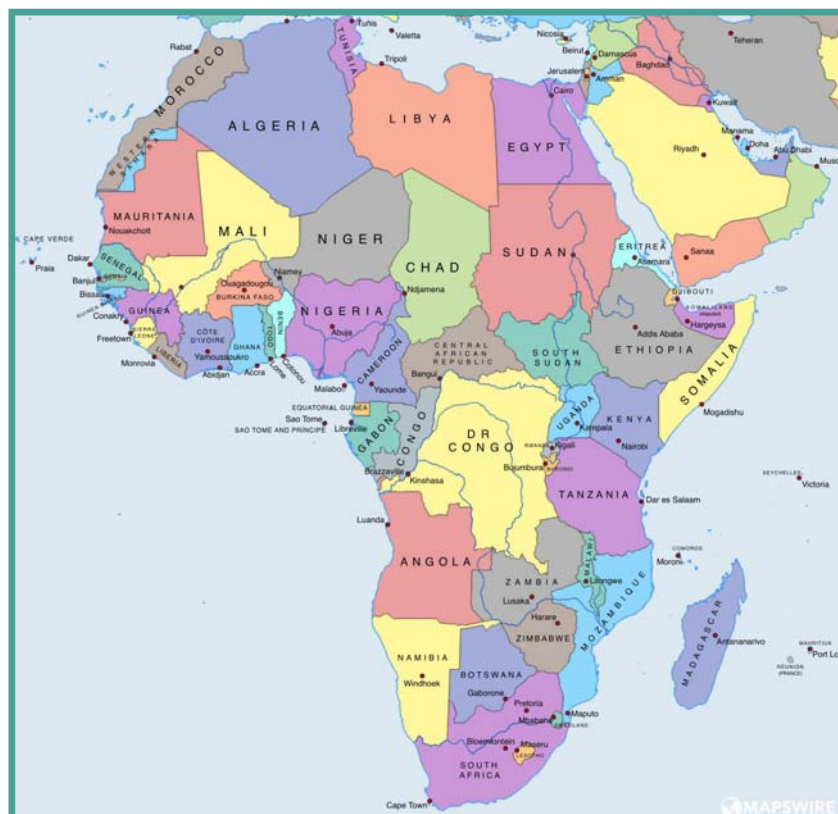 Tunis
Nicosia
Teheran
Rabat
Valetta
Beirut
Damascus
TUNISIA
Tripoli
Baghdad
Jerusalem
Amman
MOROCCO
Cairo
Kuwait
ALGERIA
LIBYA
EGYPT
Manama
Doha
Riyadh
Abu Dhabi
WESTERN
SAHARA
Musc
MAURITANIA
MALI
NIGER
CHAD
SUDAN
ERITREA
Asmara
Sanaa
Nouakchott
CAPE VERDE
Praia
Dakar
SENEGAL
Banjul
Bissau
Niamey
Ouagadougou
BURKINA FASO
Ndjamena
DJIBOUTI
SOMALILAND
(disputed)
Hargeysa
GUINEA
Conakry
BENIN
NIGERIA
Abuja
Addis Ababa
ETHIOPIA
SIERRA
LEONE
Freetown
CÔTE
D'IVOIRE
Yamoussoukro
GHANA
TOGO
LIBERIA
Monrovia
Abidjan
Accra
Lome
Cotonou
CENTRAL
AFRICAN
REPUBLIC
SOUTH
SUDAN
SOMALIA
CAMEROON
Malabo
Yaounde
Bangui
Mogadishu
EQUATORIAL GUINEA
Sao Tome
SAO TOME AND PRÍNCIPE
Libreville
GABON
CONGO
DR
CONGO
UGANDA
Kampala
KENYA
Nairobi
RWANDA
Kigali
Bujumbura
BURUNDI
Brazzaville
Kinshasa
TANZANIA
Dar es Salaam
SEYCHELLES
Victoria
Luanda
ANGOLA
COMOROS
Moroni
MALAWI
Lilongwe
ZAMBIA
Lusaka
Harare
ZIMBABWE
MOZAMBIQUE
MADAGASCAR
Antananarivo
MAURITIUS
Port Lo
RÉUNION
(FRANCE)
NAMIBIA
Windhoek
BOTSWANA
Gaborone
Pretoria
Mbabane
Maputo
SWAZILAND
Bloemfontein
Maseru
LESOTHO
SOUTH
AFRICA
Cape Town
MAPSWIRE